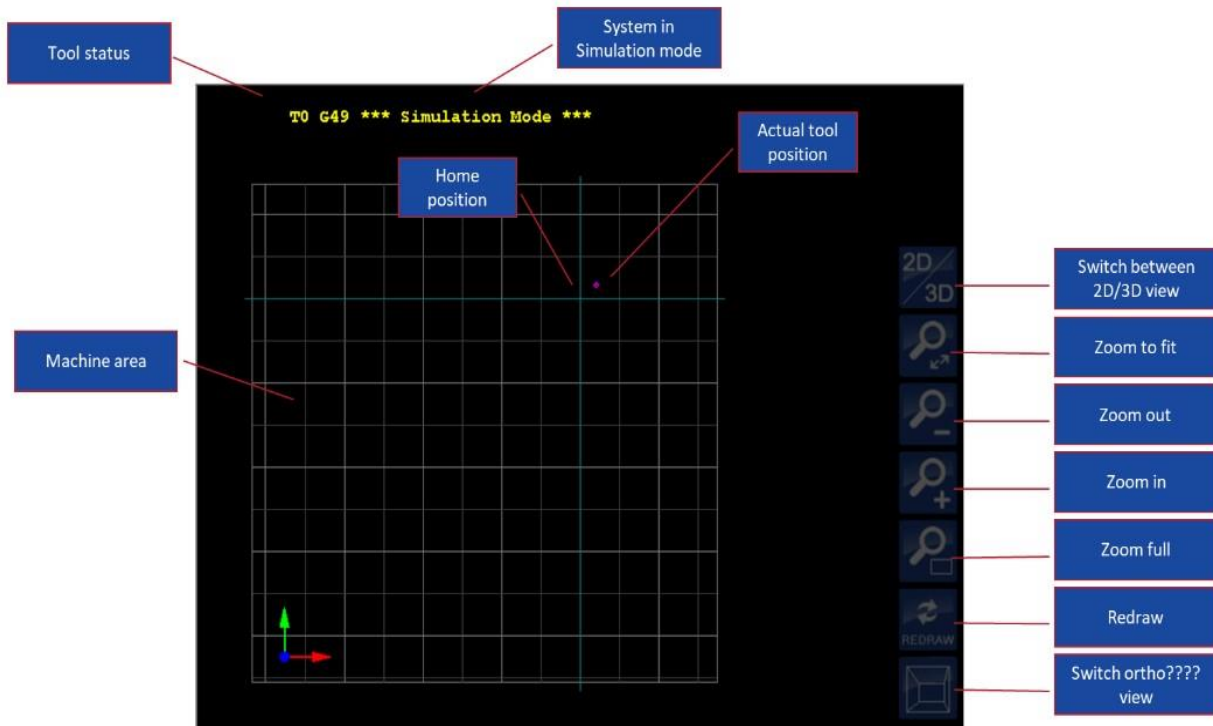 Tool status
System in
Simulation mode
T0 G49 *** Simulation Mode ***
Actual tool
position
Home
position
Machine area
2D/
3D
Switch between
2D/3D view
Zoom to fit
Zoom out
Zoom in
Zoom full
REDRAW
Redraw
Switch ortho????
view